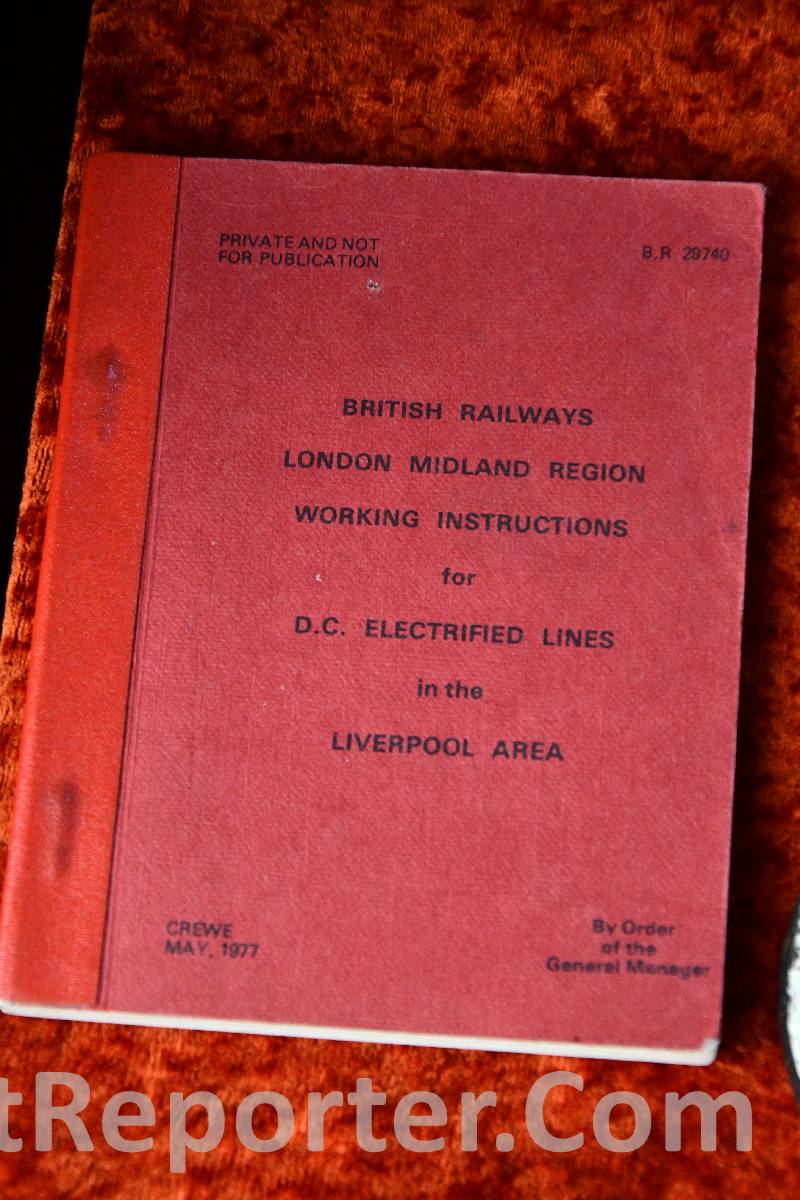 PRIVATE AND NOT
FOR PUBLICATION
B.R 29740
BRITISH RAILWAYS
LONDON MIDLAND REGION
WORKING INSTRUCTIONS
for
D.C. ELECTRIFIED LINES
in the
LIVERPOOL AREA
CREWE
MAY, 1977
By Order
of the
General Manager
tReporter.Com